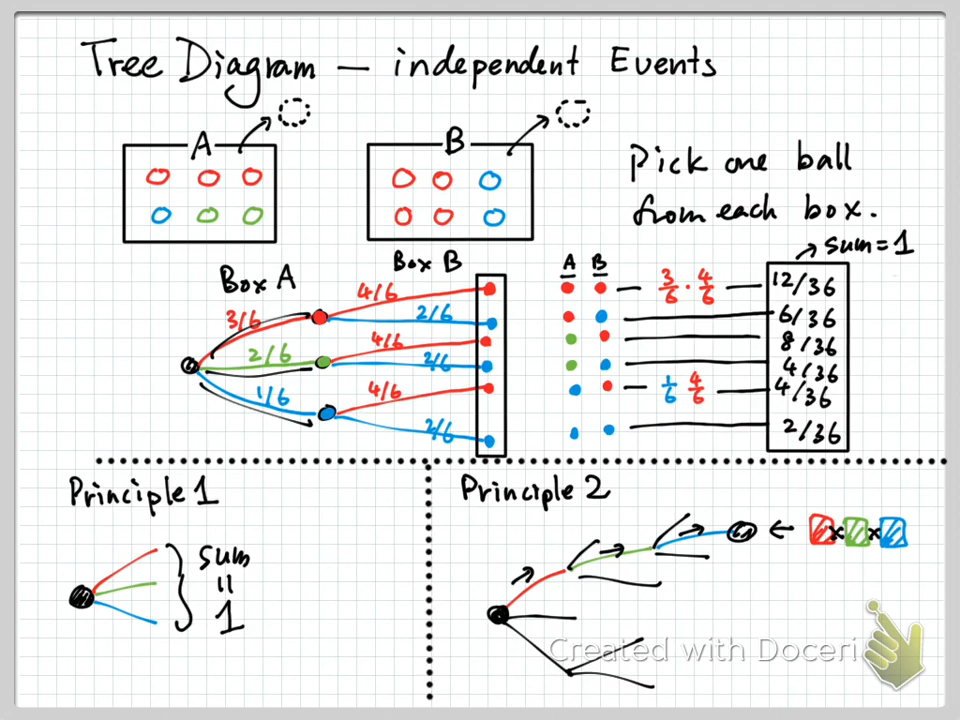 Tree Diagram — independent Events
A
B
Pick one ball
from each box.
sum = 1
Box A
Box B
A B
3/6
2/6
1/6
4/6
2/6
4/6
2/6
4/6
2/6
3/6 · 4/6
1/6 4/6
12/36
6/36
8/36
4/36
4/36
2/36
Principle 1
sum
=
1
Principle 2
← x x
Created with Doceri